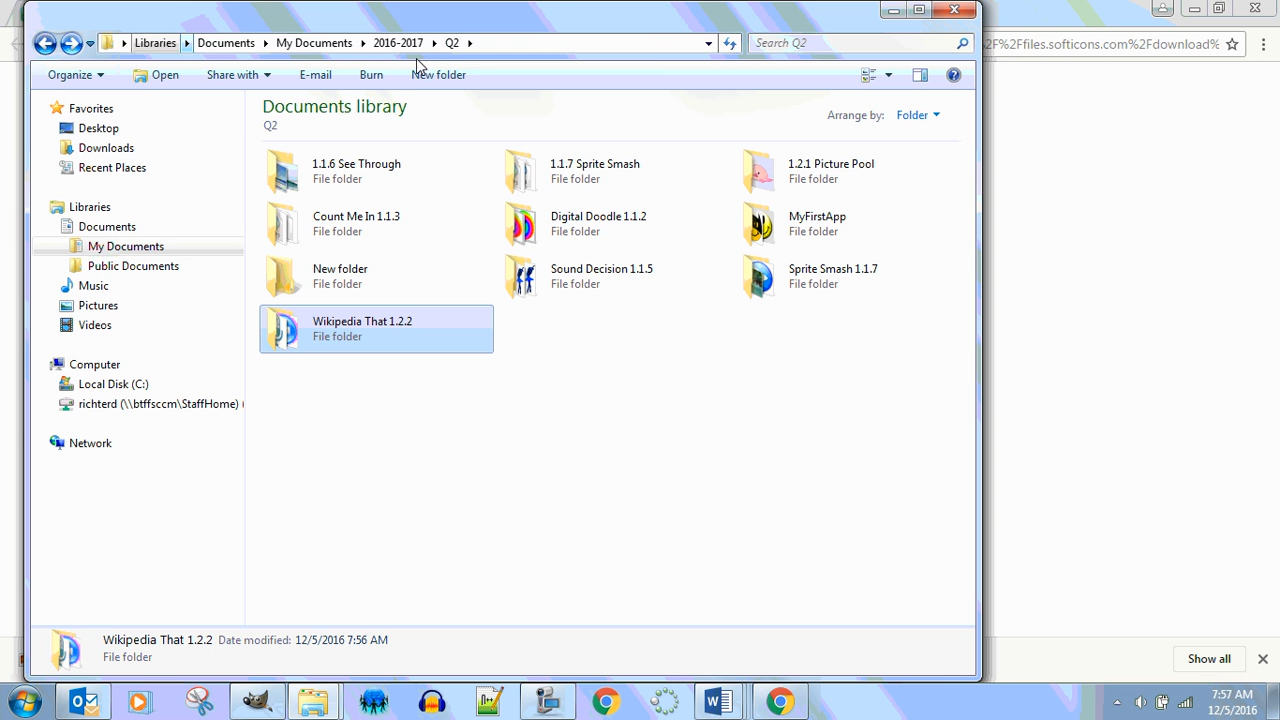 Libraries Documents My Documents 2016-2017 Q2
Search Q2
2F%2Ffiles.softicons.com%2Fdownload%
Organize Open Share with E-mail Burn New folder
Favorites
Desktop
Downloads
Recent Places
Libraries
Documents
My Documents
Public Documents
Music
Pictures
Videos
Computer
Local Disk (C:)
richterd (\\btffsccm\StaffHome) (
Network
Documents library
Q2
Arrange by: Folder
1.1.6 See Through
File folder
1.1.7 Sprite Smash
File folder
1.2.1 Picture Pool
File folder
Count Me In 1.1.3
File folder
Digital Doodle 1.1.2
File folder
MyFirstApp
File folder
New folder
File folder
Sound Decision 1.1.5
File folder
Sprite Smash 1.1.7
File folder
Wikipedia That 1.2.2
File folder
Wikipedia That 1.2.2 Date modified: 12/5/2016 7:56 AM
File folder
Show all
7:57 AM
12/5/2016